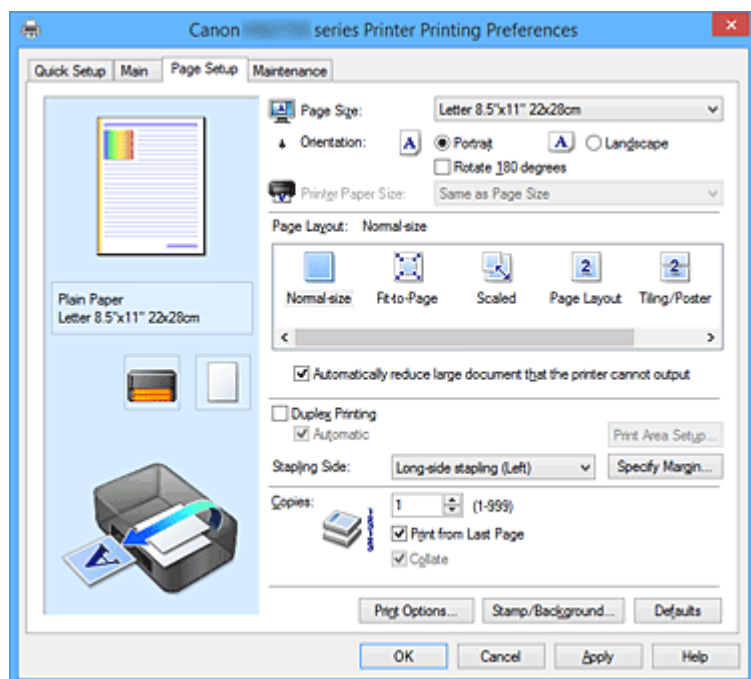 Canon series Printer Printing Preferences
Quick Setup Main Page Setup Maintenance
Page Size: Letter 8.5"x11" 22x28cm
Orientation: A Portrait A Landscape
Rotate 180 degrees
Printer Paper Size: Same as Page Size
Page Layout: Normal-size
2 2
Normal-size Fit-to-Page Scaled Page Layout Tiling/Poster
Plain Paper
Letter 8.5"x11" 22x28cm
Automatically reduce large document that the printer cannot output
Duplex Printing
Automatic Print Area Setup...
Stapling Side: Long-side stapling (Left) Specify Margin...
Copies: 1 (1-999)
Print from Last Page
Collate
A
Print Options... Stamp/Background... Defaults
OK Cancel Apply Help